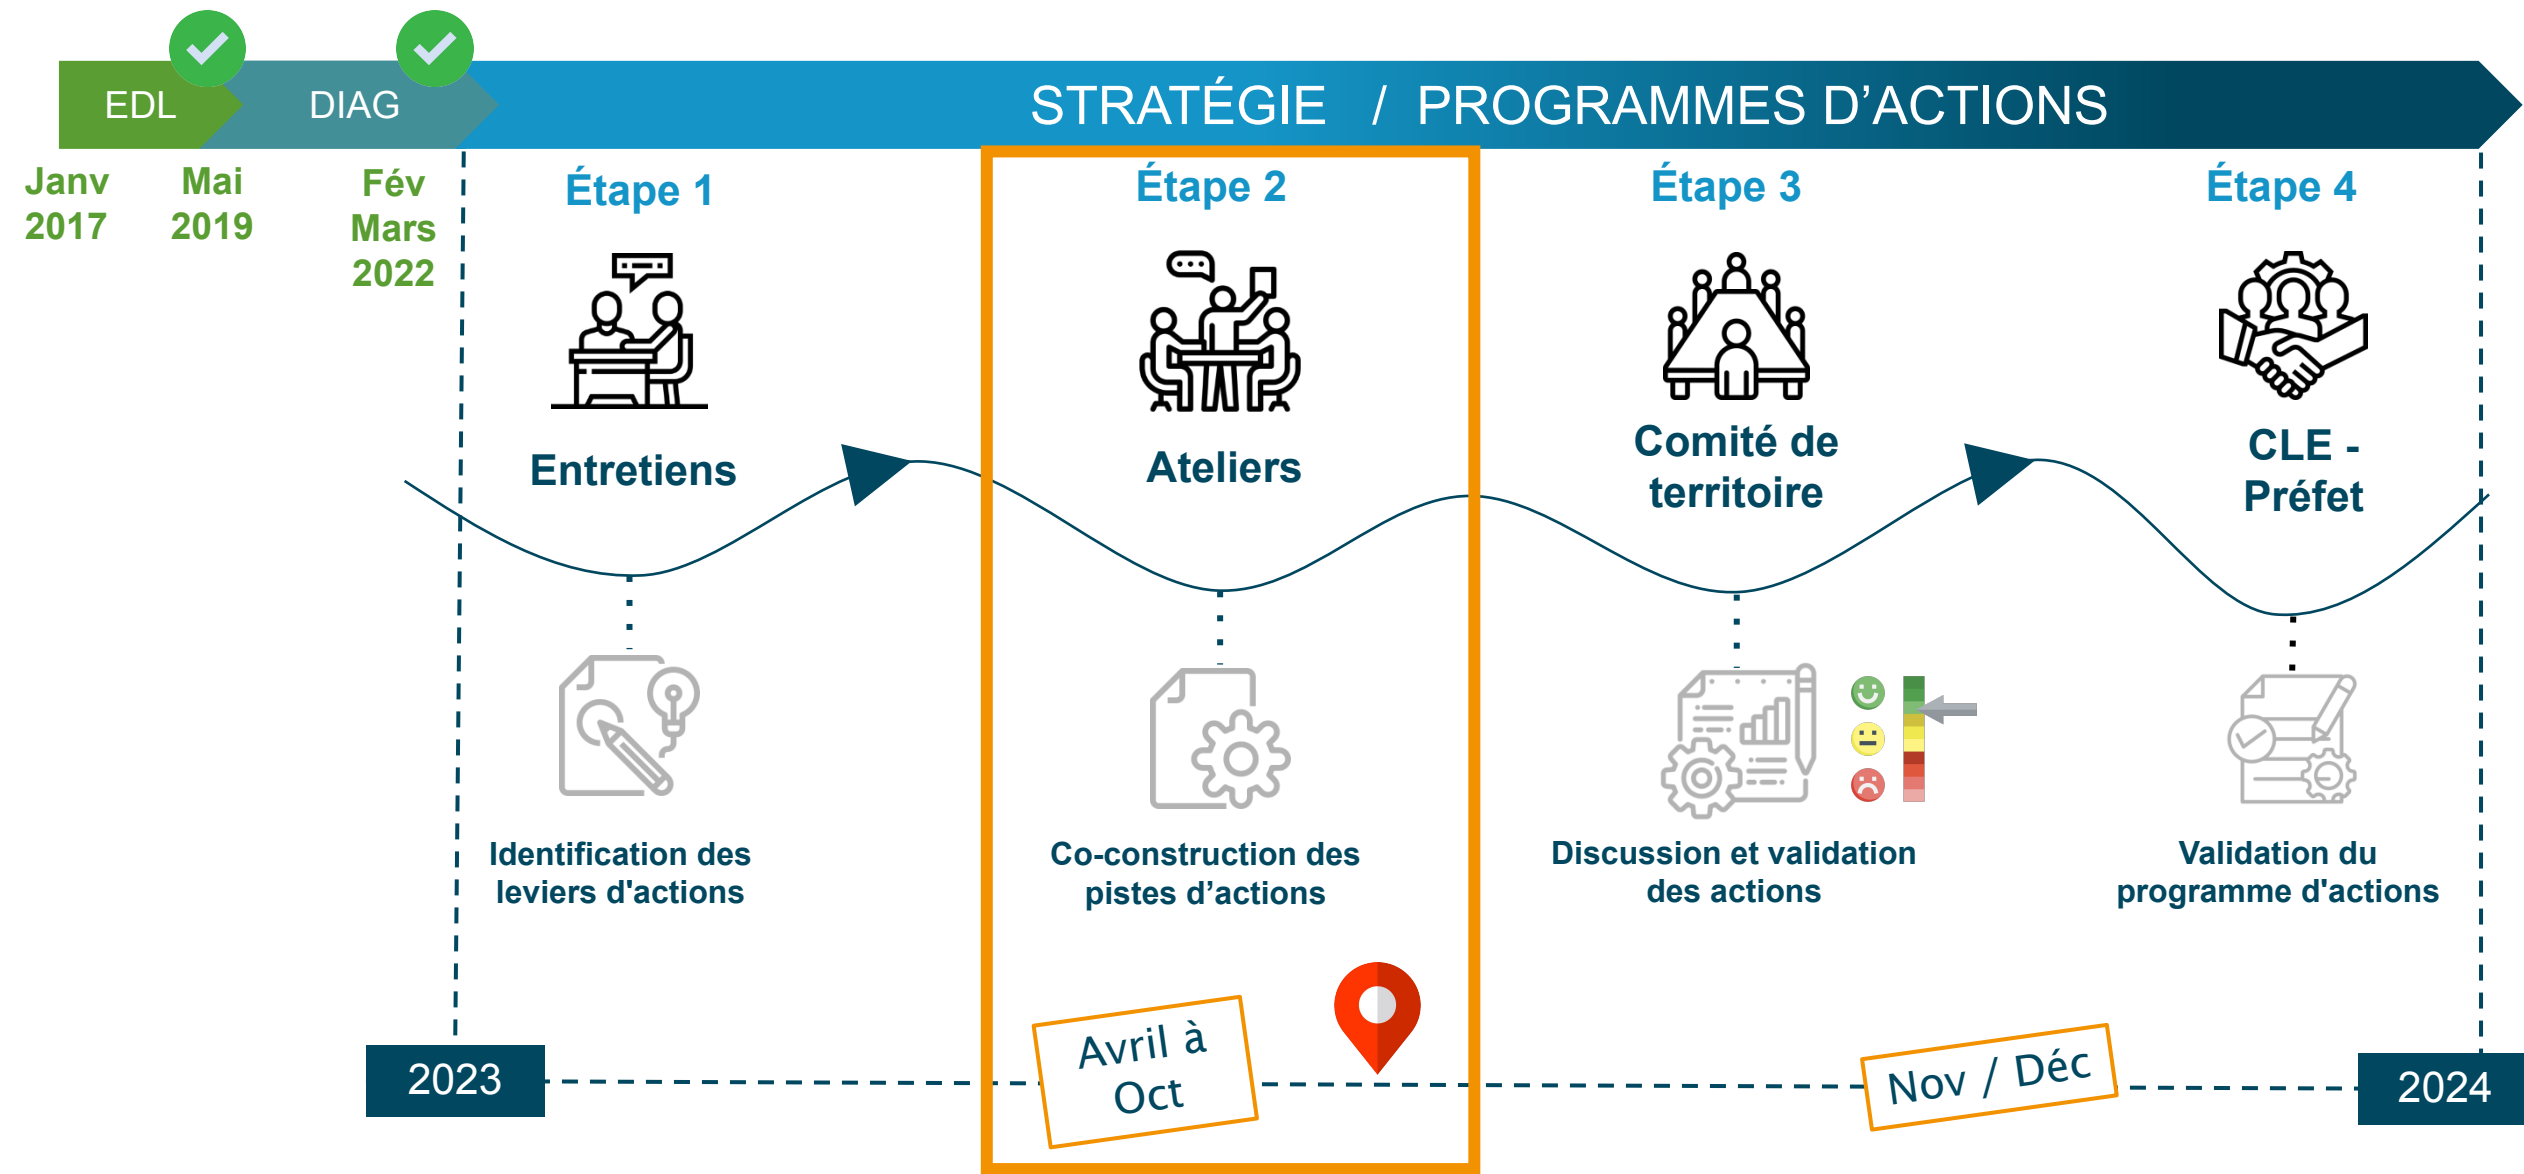 EDL
DIAG
STRATÉGIE / PROGRAMMES D’ACTIONS
Janv
2017
Mai
2019
Fév
Mars
2022
Étape 1
Étape 2
Étape 3
Étape 4
Entretiens
Ateliers
Comité de
territoire
CLE -
Préfet
Identification des
leviers d'actions
Co-construction des
pistes d’actions
Discussion et validation
des actions
Validation du
programme d'actions
2023
Avril à
Oct
Nov / Déc
2024